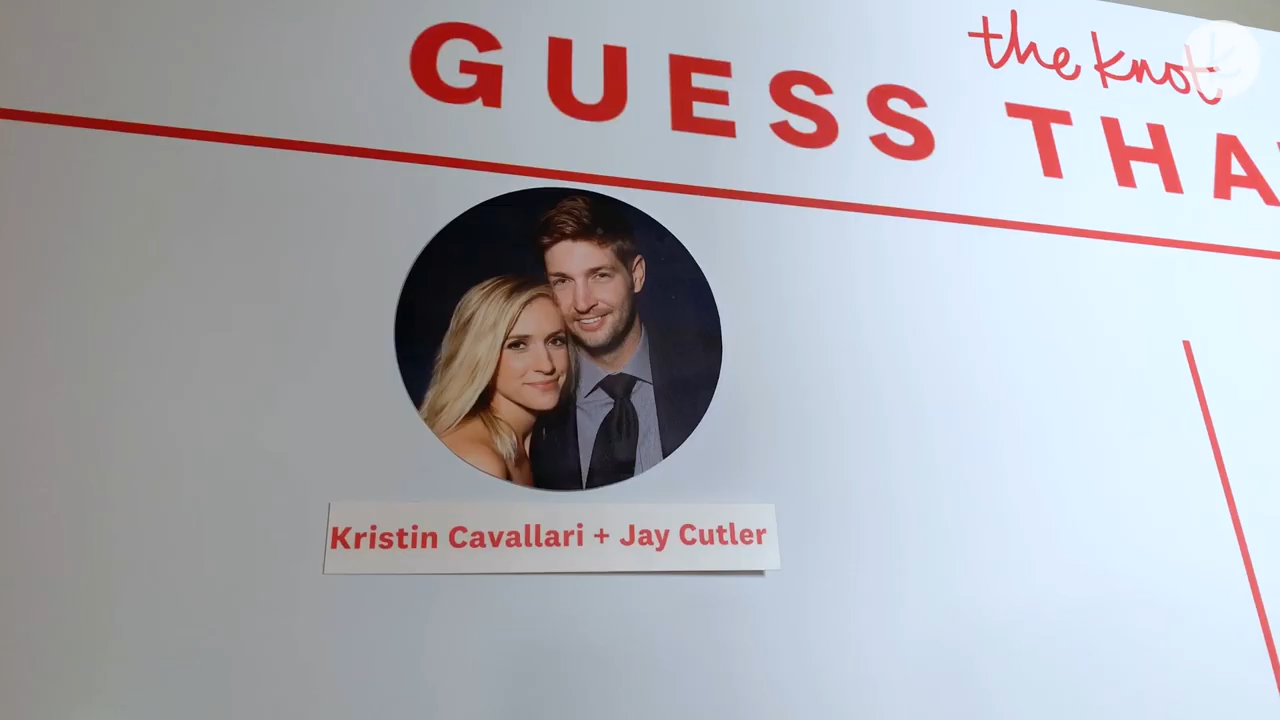 the knot
GUESS THA
Kristin Cavallari + Jay Cutler